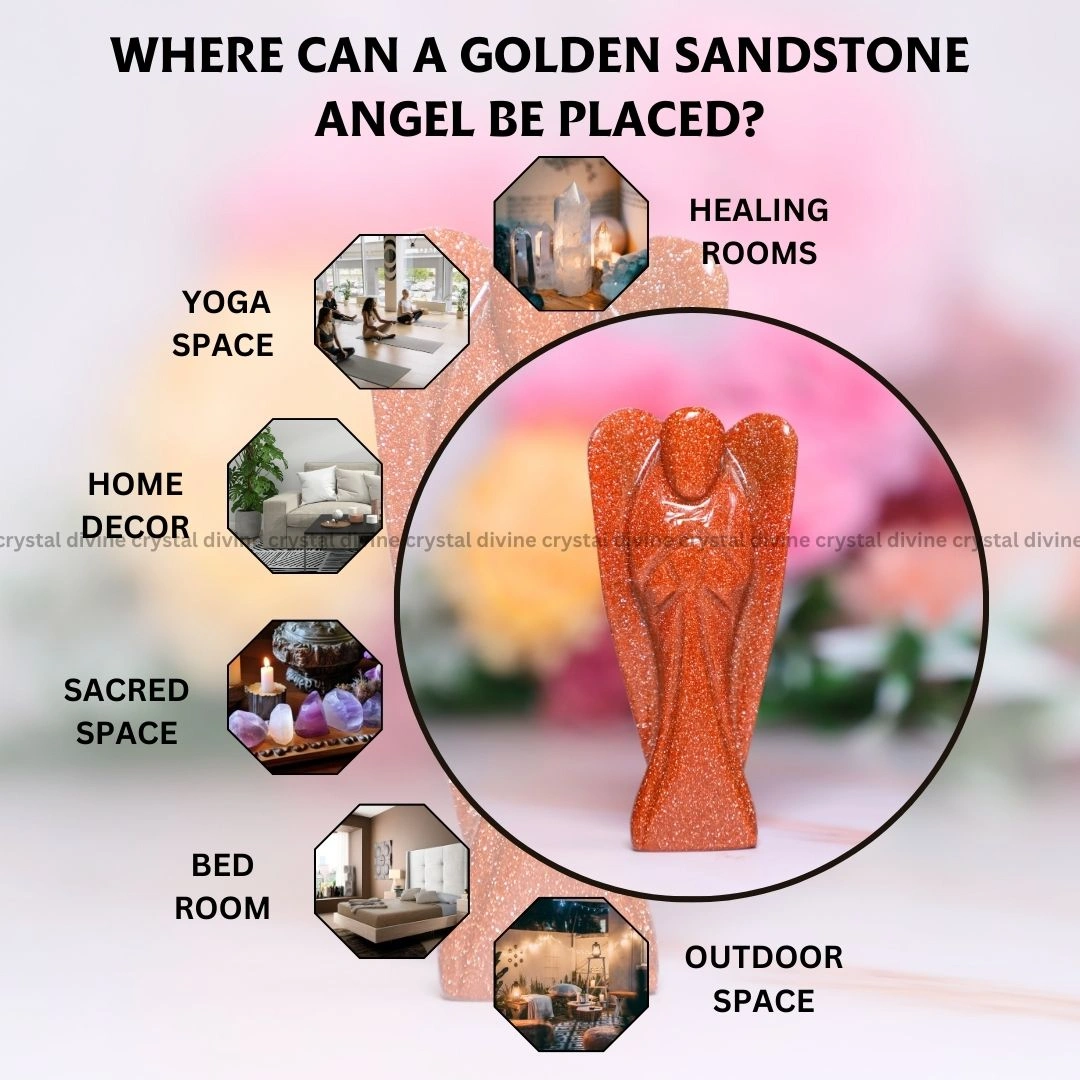 WHERE CAN A GOLDEN SANDSTONE
ANGEL BE PLACED?
HEALING
ROOMS
YOGA
SPACE
HOME
DECOR
crystal divine crystal divine crystal divine crystal divine crystal divine crystal divine crystal divine crystal divine
SACRED
SPACE
BED
ROOM
OUTDOOR
SPACE